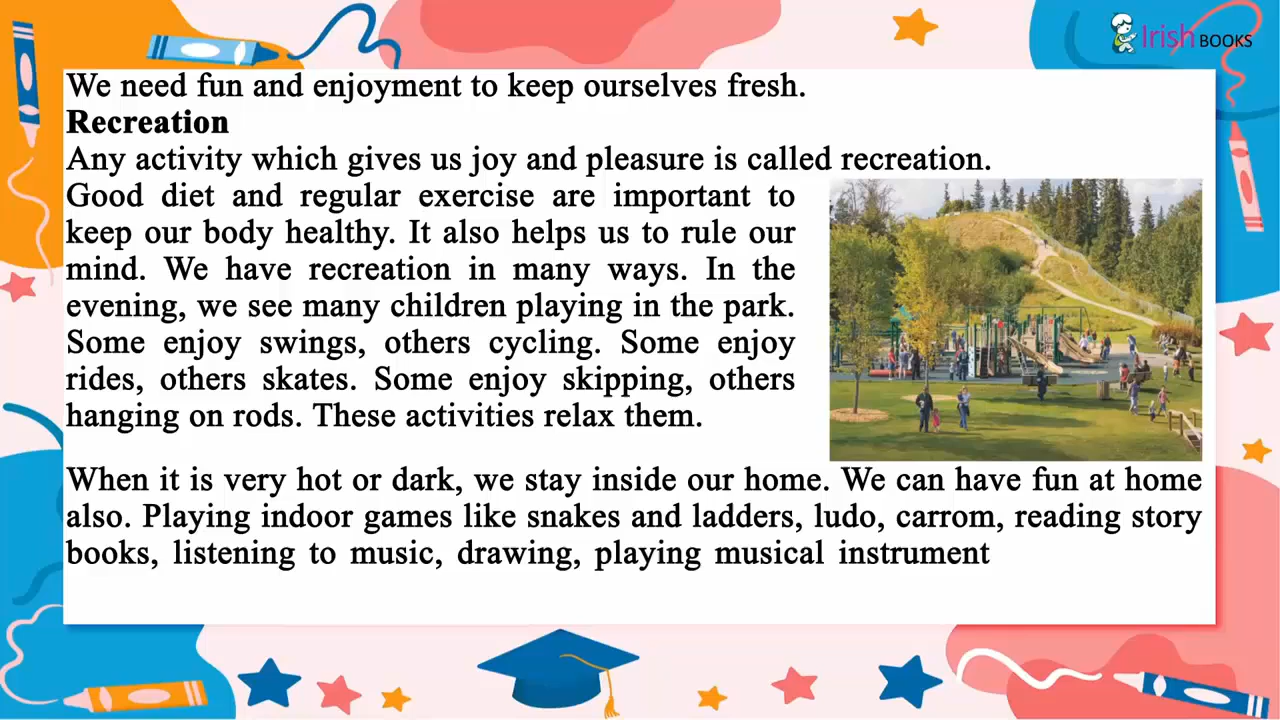 Irish BOOKS
We need fun and enjoyment to keep ourselves fresh.
Recreation
Any activity which gives us joy and pleasure is called recreation.
Good diet and regular exercise are important to
keep our body healthy. It also helps us to rule our
mind. We have recreation in many ways. In the
evening, we see many children playing in the park.
Some enjoy swings, others cycling. Some enjoy
rides, others skates. Some enjoy skipping, others
hanging on rods. These activities relax them.
When it is very hot or dark, we stay inside our home. We can have fun at home
also. Playing indoor games like snakes and ladders, ludo, carrom, reading story
books, listening to music, drawing, playing musical instrument